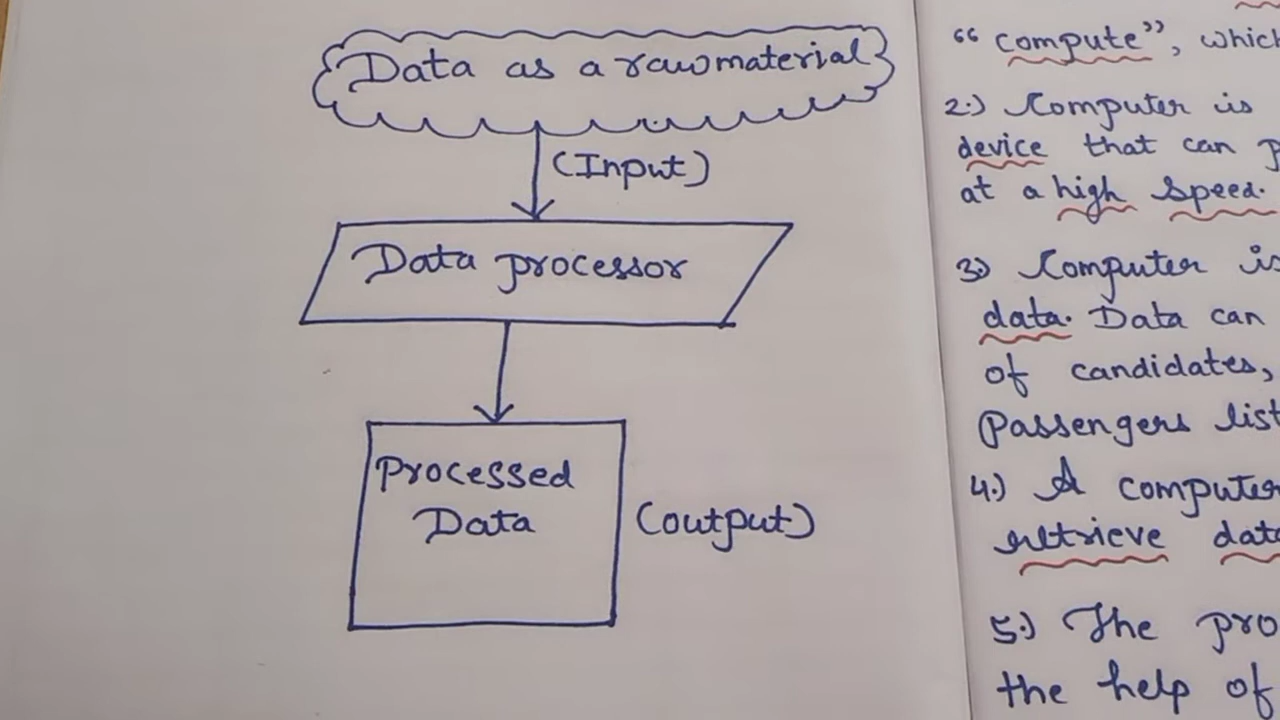 Data as a rawmaterial
(Input)
Data processor
Processed
Data
(output)
“compute”, which
2.) Computer is
device that can
at a high speed.
3.) Computer is
data. Data can
of candidates,
passengers list
4.) A computer
retrieve data
5.) The pro
the help of